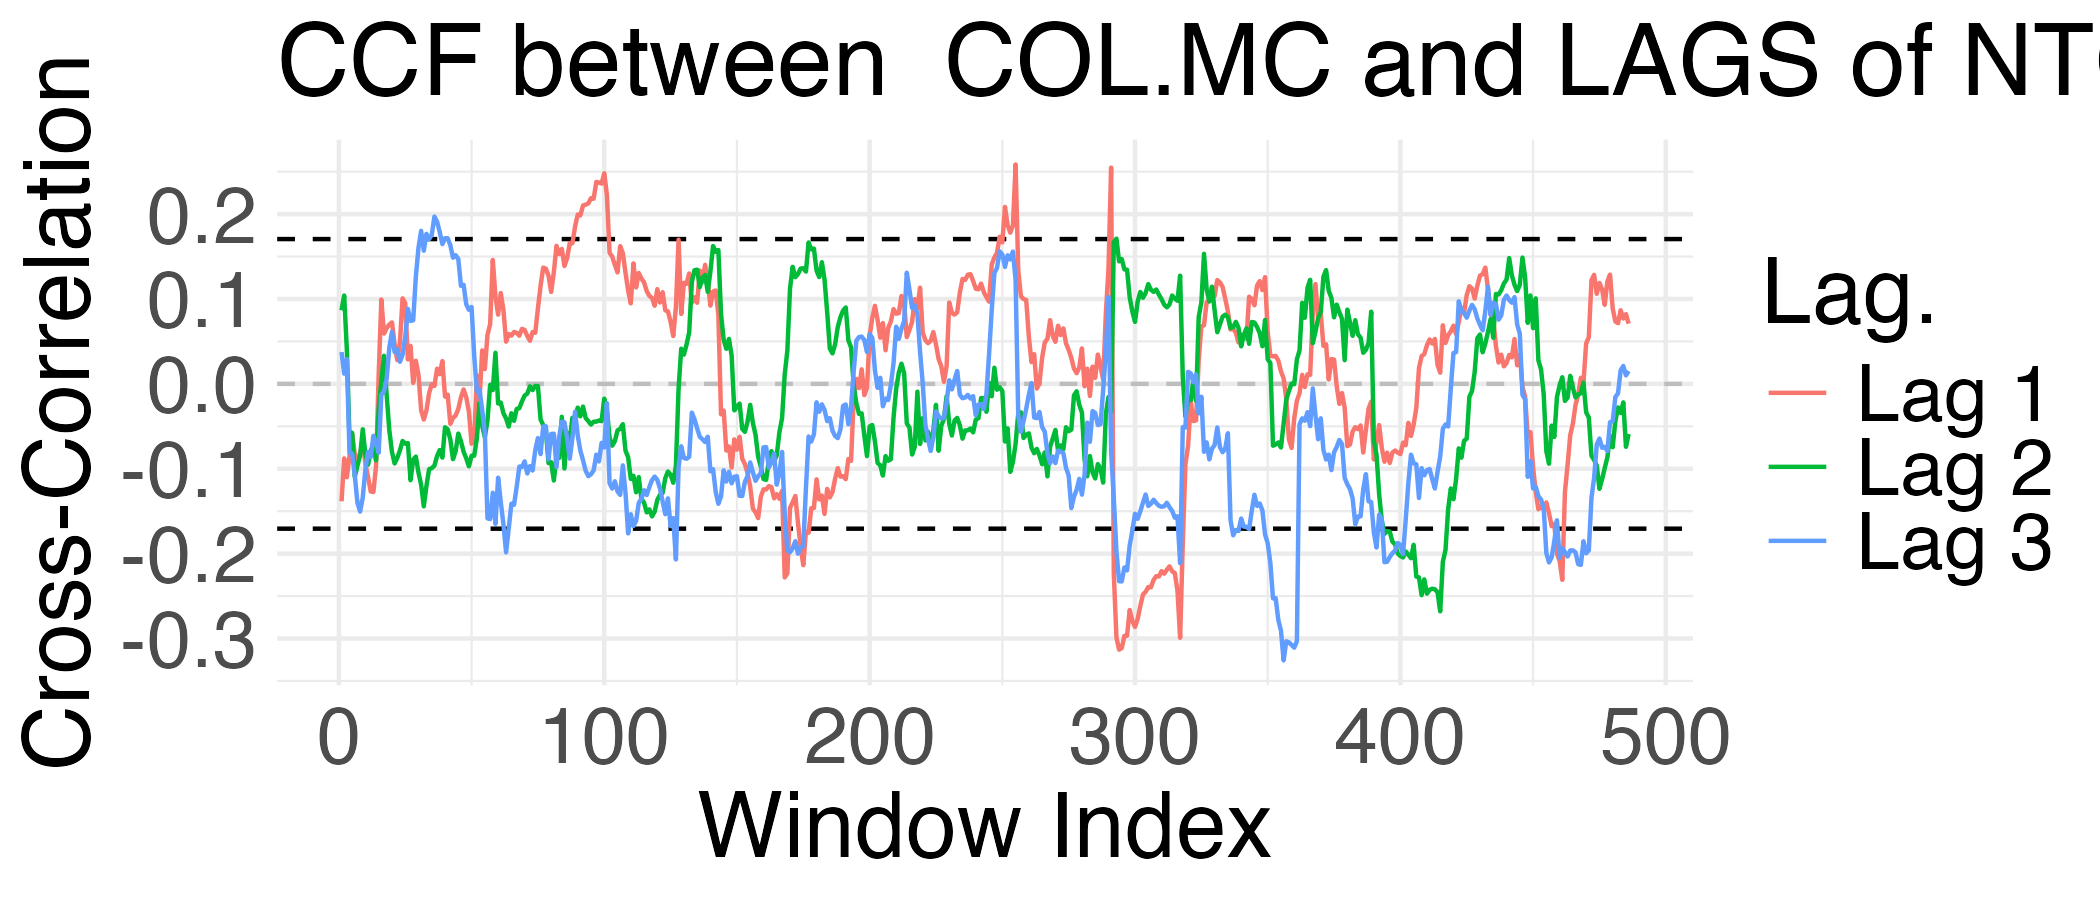 CCF between  COL.MC and LAGS of NT
Cross-Correlation
0.2
0.1
0.0
-0.1
-0.2
-0.3
0 100 200 300 400 500
Window Index
Lag.
Lag 1
Lag 2
Lag 3